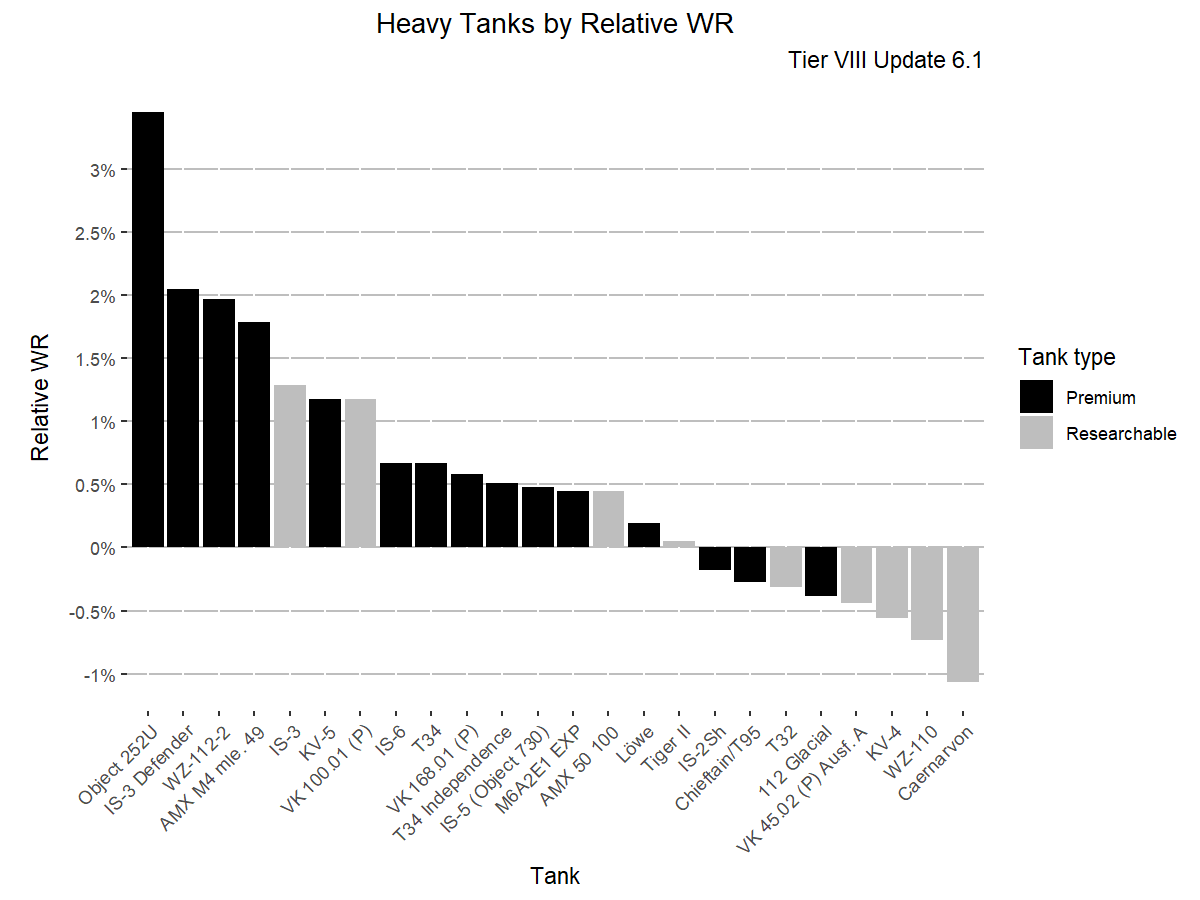 Heavy Tanks by Relative WR
Tier VIII Update 6.1
Relative WR
3%
2.5%
2%
1.5%
1%
0.5%
0%
-0.5%
-1%
Object 252U
IS-3 Defender
WZ-112-2
AMX M4 mle. 49
IS-3
KV-5
VK 100.01 (P)
IS-6
T34
VK 168.01 (P)
T34 Independence
IS-5 (Object 730)
M6A2E1 EXP
AMX 50 100
Löwe
Tiger II
IS-2Sh
Chieftain/T95
T32
112 Glacial
VK 45.02 (P) Ausf. A
KV-4
WZ-110
Caernarvon
Tank
Tank type
Premium
Researchable